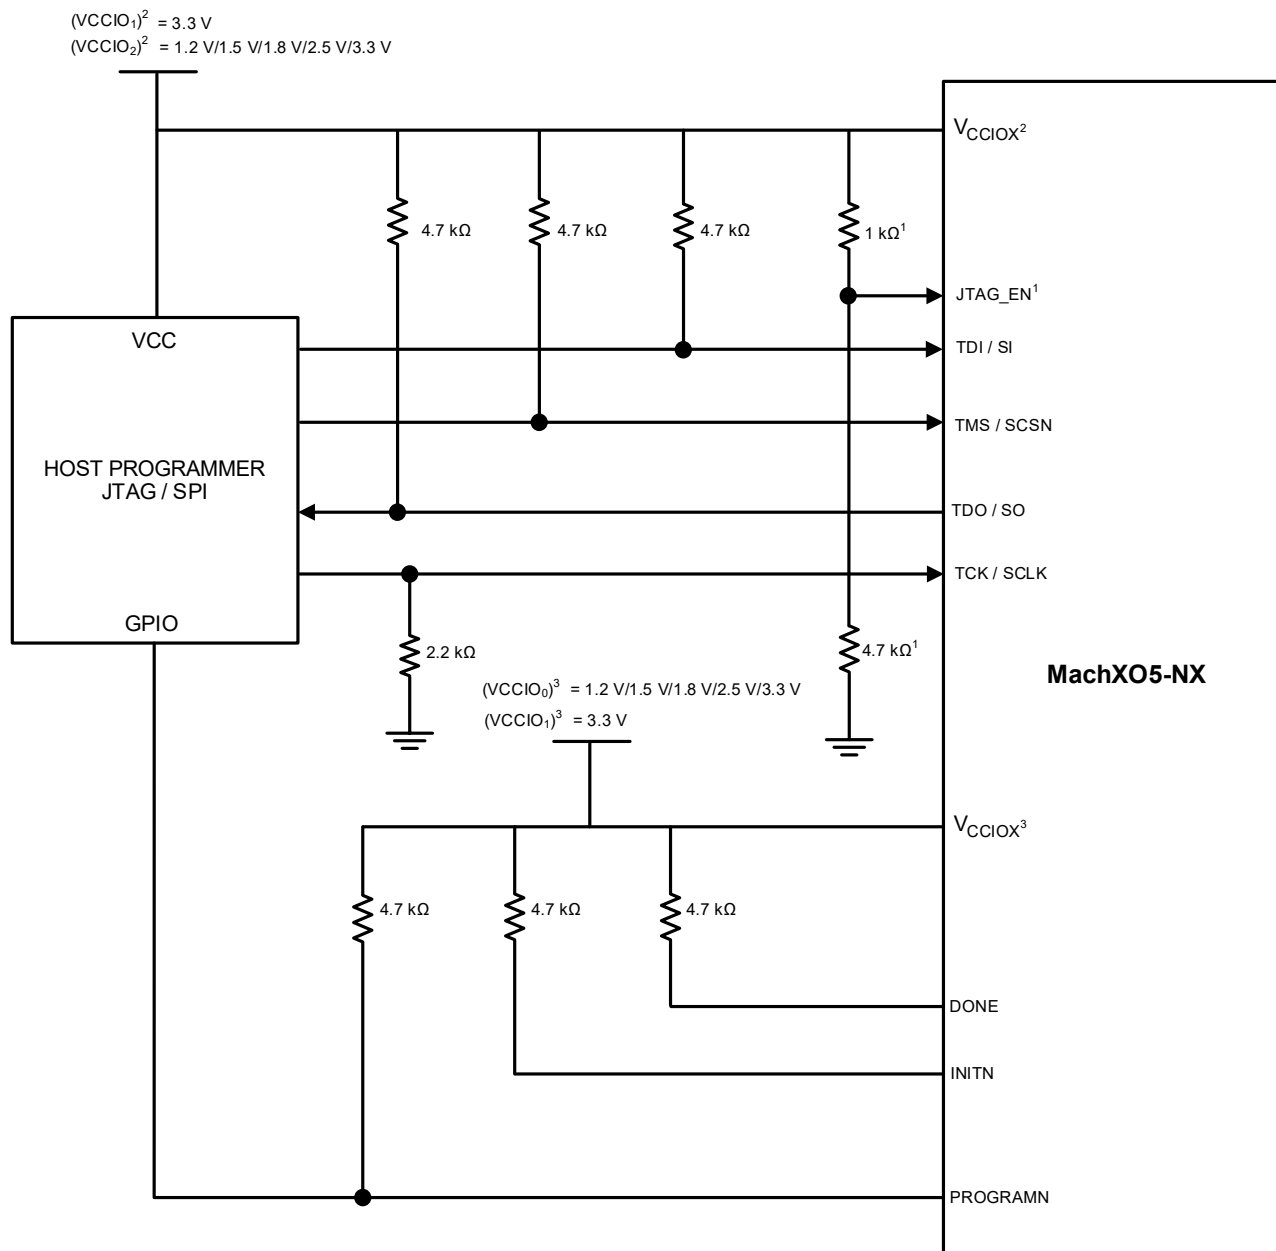 (VCCIO₁)² = 3.3 V
(VCCIO₂)² = 1.2 V/1.5 V/1.8 V/2.5 V/3.3 V
V_CCIOX²
4.7 kΩ
4.7 kΩ
4.7 kΩ
1 kΩ¹
JTAG_EN¹
VCC
TDI / SI
TMS / SCSN
HOST PROGRAMMER
JTAG / SPI
TDO / SO
TCK / SCLK
GPIO
2.2 kΩ
4.7 kΩ¹
MachXO5-NX
(VCCIO₀)³ = 1.2 V/1.5 V/1.8 V/2.5 V/3.3 V
(VCCIO₁)³ = 3.3 V
V_CCIOX³
4.7 kΩ
4.7 kΩ
4.7 kΩ
DONE
INITN
PROGRAMN